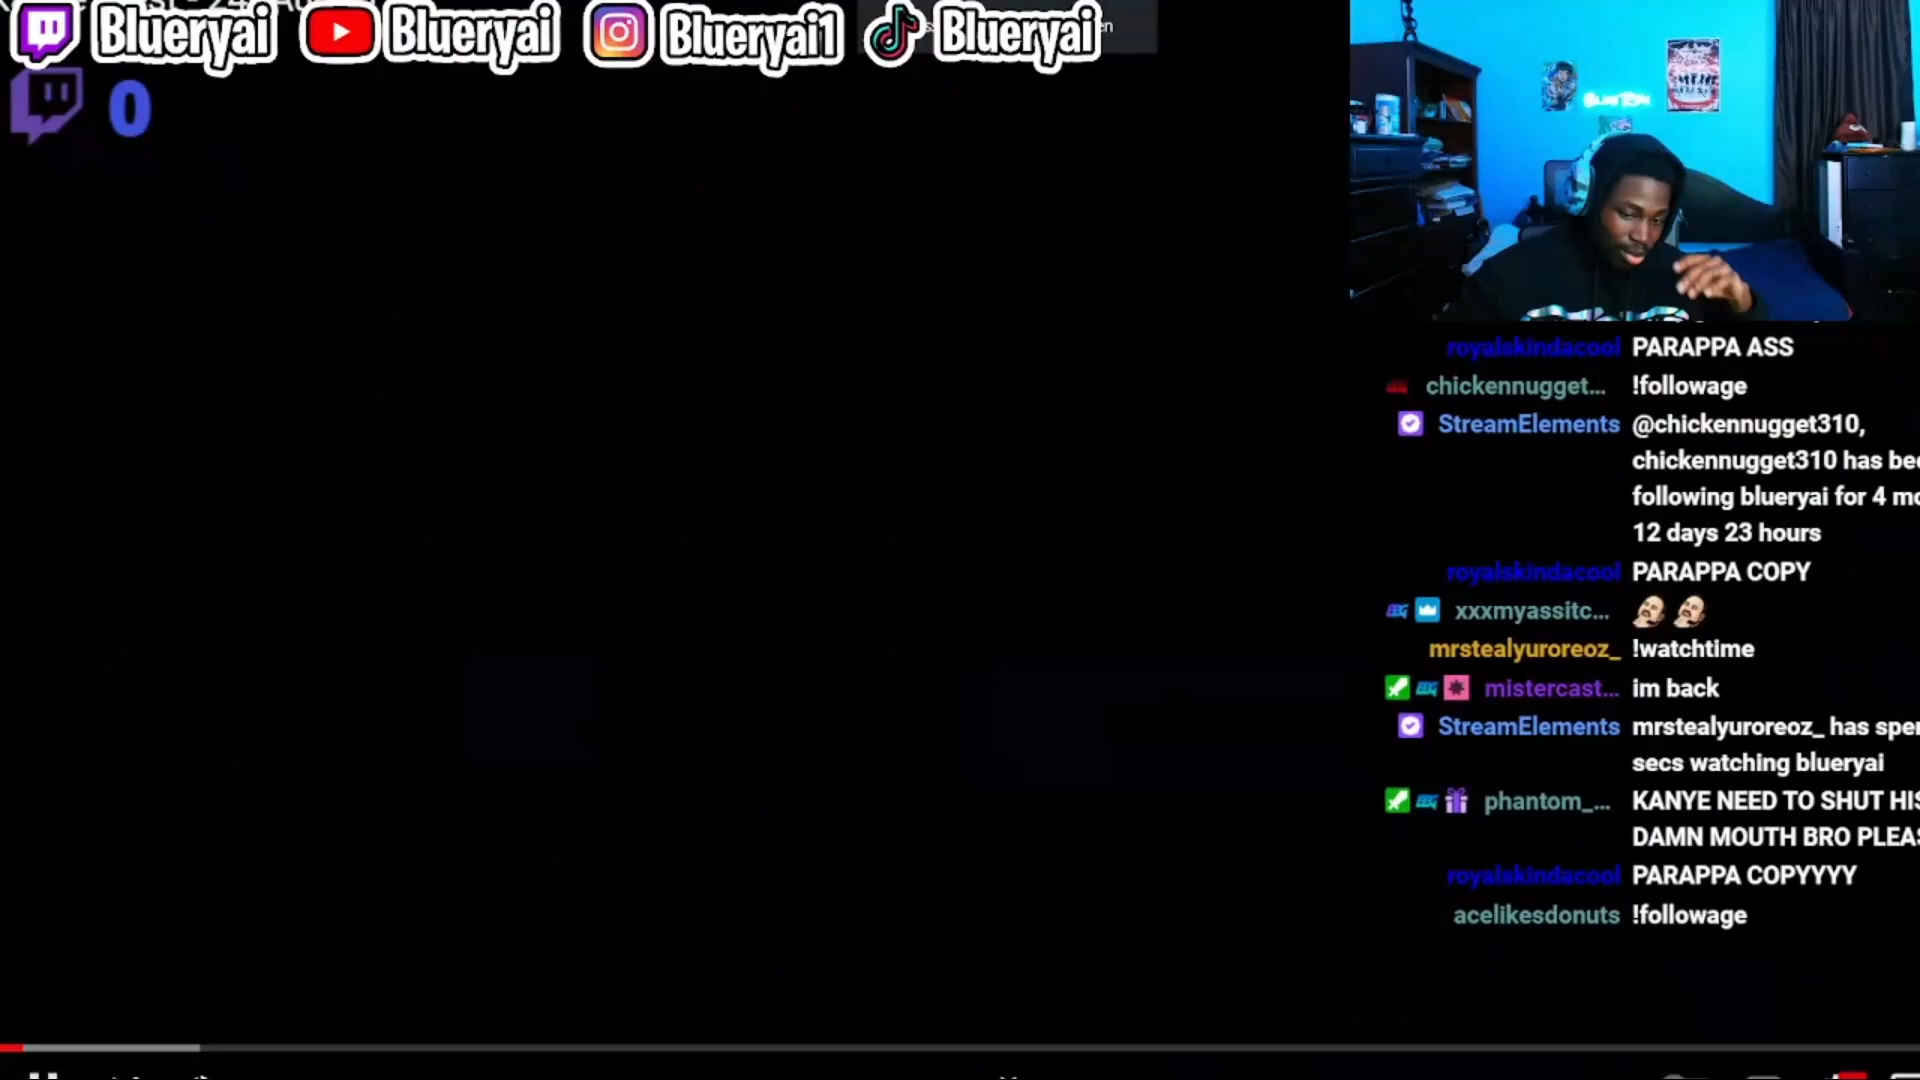 Blueryai Blueryai Blueryai1 Blueryai
0
royalskindacool PARAPPA ASS
chickennugget... !followage
StreamElements @chickennugget310,
chickennugget310 has bee
following blueryai for 4 mo
12 days 23 hours
royalskindacool PARAPPA COPY
xxxmyassitc...
mrstealyuroreoz_ !watchtime
mistercast... im back
StreamElements mrstealyuroreoz_ has sper
secs watching blueryai
phantom_... KANYE NEED TO SHUT HIS
DAMN MOUTH BRO PLEAS
royalskindacool PARAPPA COPYYYY
acelikesdonuts !followage